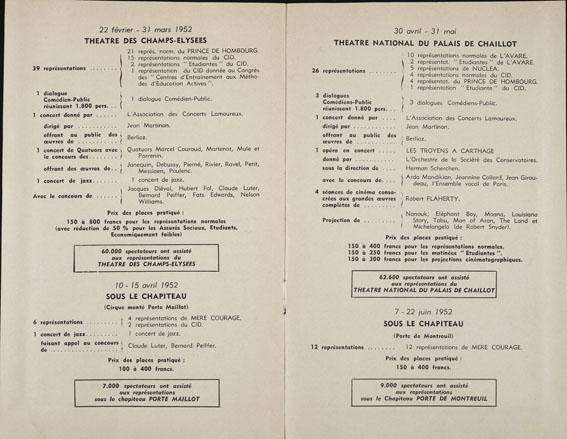 22 février - 31 mars 1952
THEATRE DES CHAMPS-ELYSEES
39 représentations .........
21 représ. norm. du PRINCE DE HOMBOURG.
15 représentations normales du CID.
2 représentations "Etudiantes" du CID.
1 représentation du CID donnée au Congrès
des "Centres d'Entraînement aux Métho-
des d'Education Actives".
1 dialogue
Comédien-Public
réunissant 1.800 pers. ...
1 dialogue Comédien-Public.
1 concert donné par ......
L'Association des Concerts Lamoureux.
dirigé par .............
Jean Martinon.
offrant au public des
œuvres de ..............
Berlioz.
1 concert de Quatuors avec
le concours des........
Quatuors Marcel Couraud, Martenot, Mule et
Parrenin.
offrant des œuvres de...
Janequin, Debussy, Pierné, Rivier, Ravel, Petit,
Messiaen, Poulenc.
1 concert de jazz ..........
1 concert de jazz.
Avec le concours de .......
Jacques Diéval, Hubert Fol, Claude Luter,
Bernard Peiffer, Fats Edwards, Nelson
Williams.
Prix des places pratiqué :
150 à 800 francs pour les représentations normales
(avec réduction de 50 % pour les Assurés Sociaux, Etudiants,
Economiquement faibles)
60.000 spectateurs ont assisté
aux représentations du
THEATRE DES CHAMPS-ELYSEES
10 - 15 avril 1952
SOUS LE CHAPITEAU
(Cirque monté Porte Maillot)
6 représentations ..........
4 représentations de MERE COURAGE.
2 représentations du CID.
1 concert de jazz..........
1 concert de jazz.
faisant appel au concours
de .....................
Claude Luter, Bernard Peiffer.
Prix des places pratiqué :
100 à 400 francs.
7.000 spectateurs ont assisté
aux représentations
sous le Chapiteau PORTE MAILLOT
30 avril - 31 mai
THEATRE NATIONAL DU PALAIS DE CHAILLOT
26 représentations .........
10 représentations normales de L'AVARE.
2 représentat. "Etudiantes" de L'AVARE.
5 représentations de NUCLEA.
4 représentations normales du CID.
4 représentat. du PRINCE DE HOMBOURG.
1 représentation "Etudiante" du CID.
3 dialogues
Comédiens-Public
réunissant 1.800 pers. ...
3 dialogues Comédiens-Public.
1 concert donné par ....
L'Association des Concerts Lamoureux.
dirigé par .............
Jean Martinon.
offrant au public des
œuvres de ..............
Berlioz.
1 opéra en concert .......
LES TROYENS A CARTHAGE
donné par .............
L'Orchestre de la Société des Conservatoires.
sous la direction de ....
Herman Scherchen.
avec le concours de....
Arda Mandikian, Jeannine Collard, Jean Girau-
deau, l'Ensemble vocal de Paris.
4 séances de cinéma consa-
crées aux grandes œuvres
complètes de ...........
Robert FLAHERTY.
Projection de .............
Nanouk, Eléphant Boy, Moana, Louisiana
Story, Tabu, Man of Aran, The Land et
Michelangelo (de Robert Snyder).
Prix des places pratiqué :
150 à 400 francs pour les représentations normales.
150 à 250 francs pour les matinées "Etudiantes".
150 à 300 francs pour les projections cinématographiques.
62.600 spectateurs ont assisté
aux représentations du
THEATRE NATIONAL DU PALAIS DE CHAILLOT
7 - 22 juin 1952
SOUS LE CHAPITEAU
(Porte de Montreuil)
12 représentations .........
12 représentations de MERE COURAGE.
Prix des places pratiqué :
150 à 400 francs.
9.000 spectateurs ont assisté
aux représentations
sous le Chapiteau PORTE DE MONTREUIL